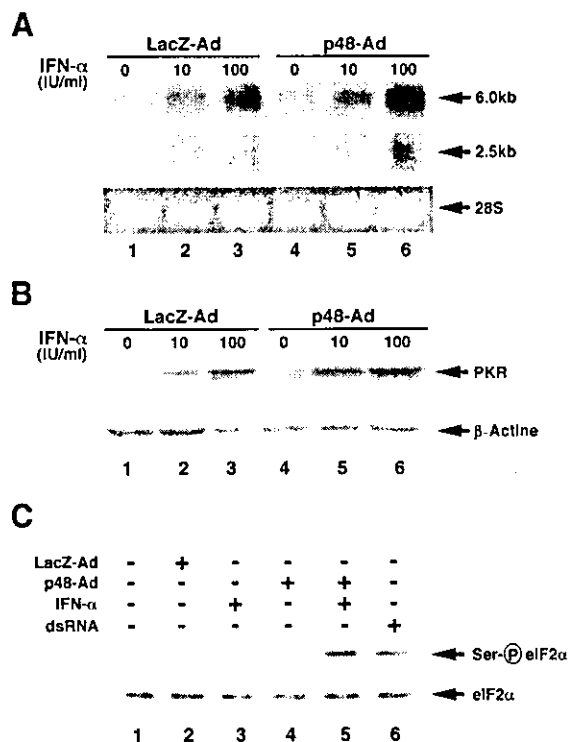 A
LacZ-Ad p48-Ad
IFN-α (IU/ml) 0 10 100 0 10 100
6.0kb
2.5kb
28S
1 2 3 4 5 6
B
LacZ-Ad p48-Ad
IFN-α (IU/ml) 0 10 100 0 10 100
PKR
β-Actine
1 2 3 4 5 6
C
LacZ-Ad - + - - - -
p48-Ad - - - + + -
IFN-α - - + - + -
dsRNA - - - - - +
Ser-Ⓟ eIF2α
eIF2α
1 2 3 4 5 6